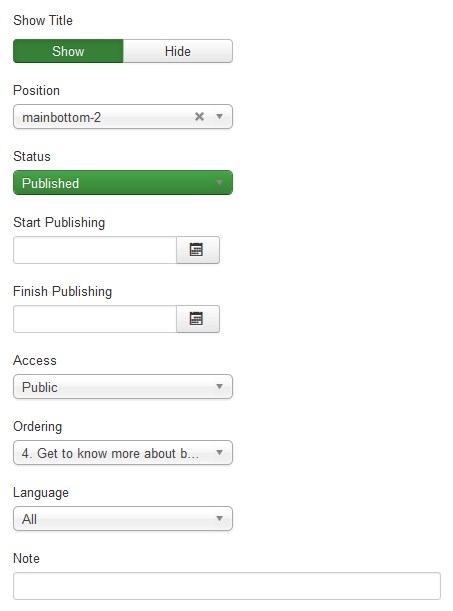 Show Title
Show Hide
Position
mainbottom-2
Status
Published
Start Publishing
Finish Publishing
Access
Public
Ordering
4. Get to know more about b...
Language
All
Note